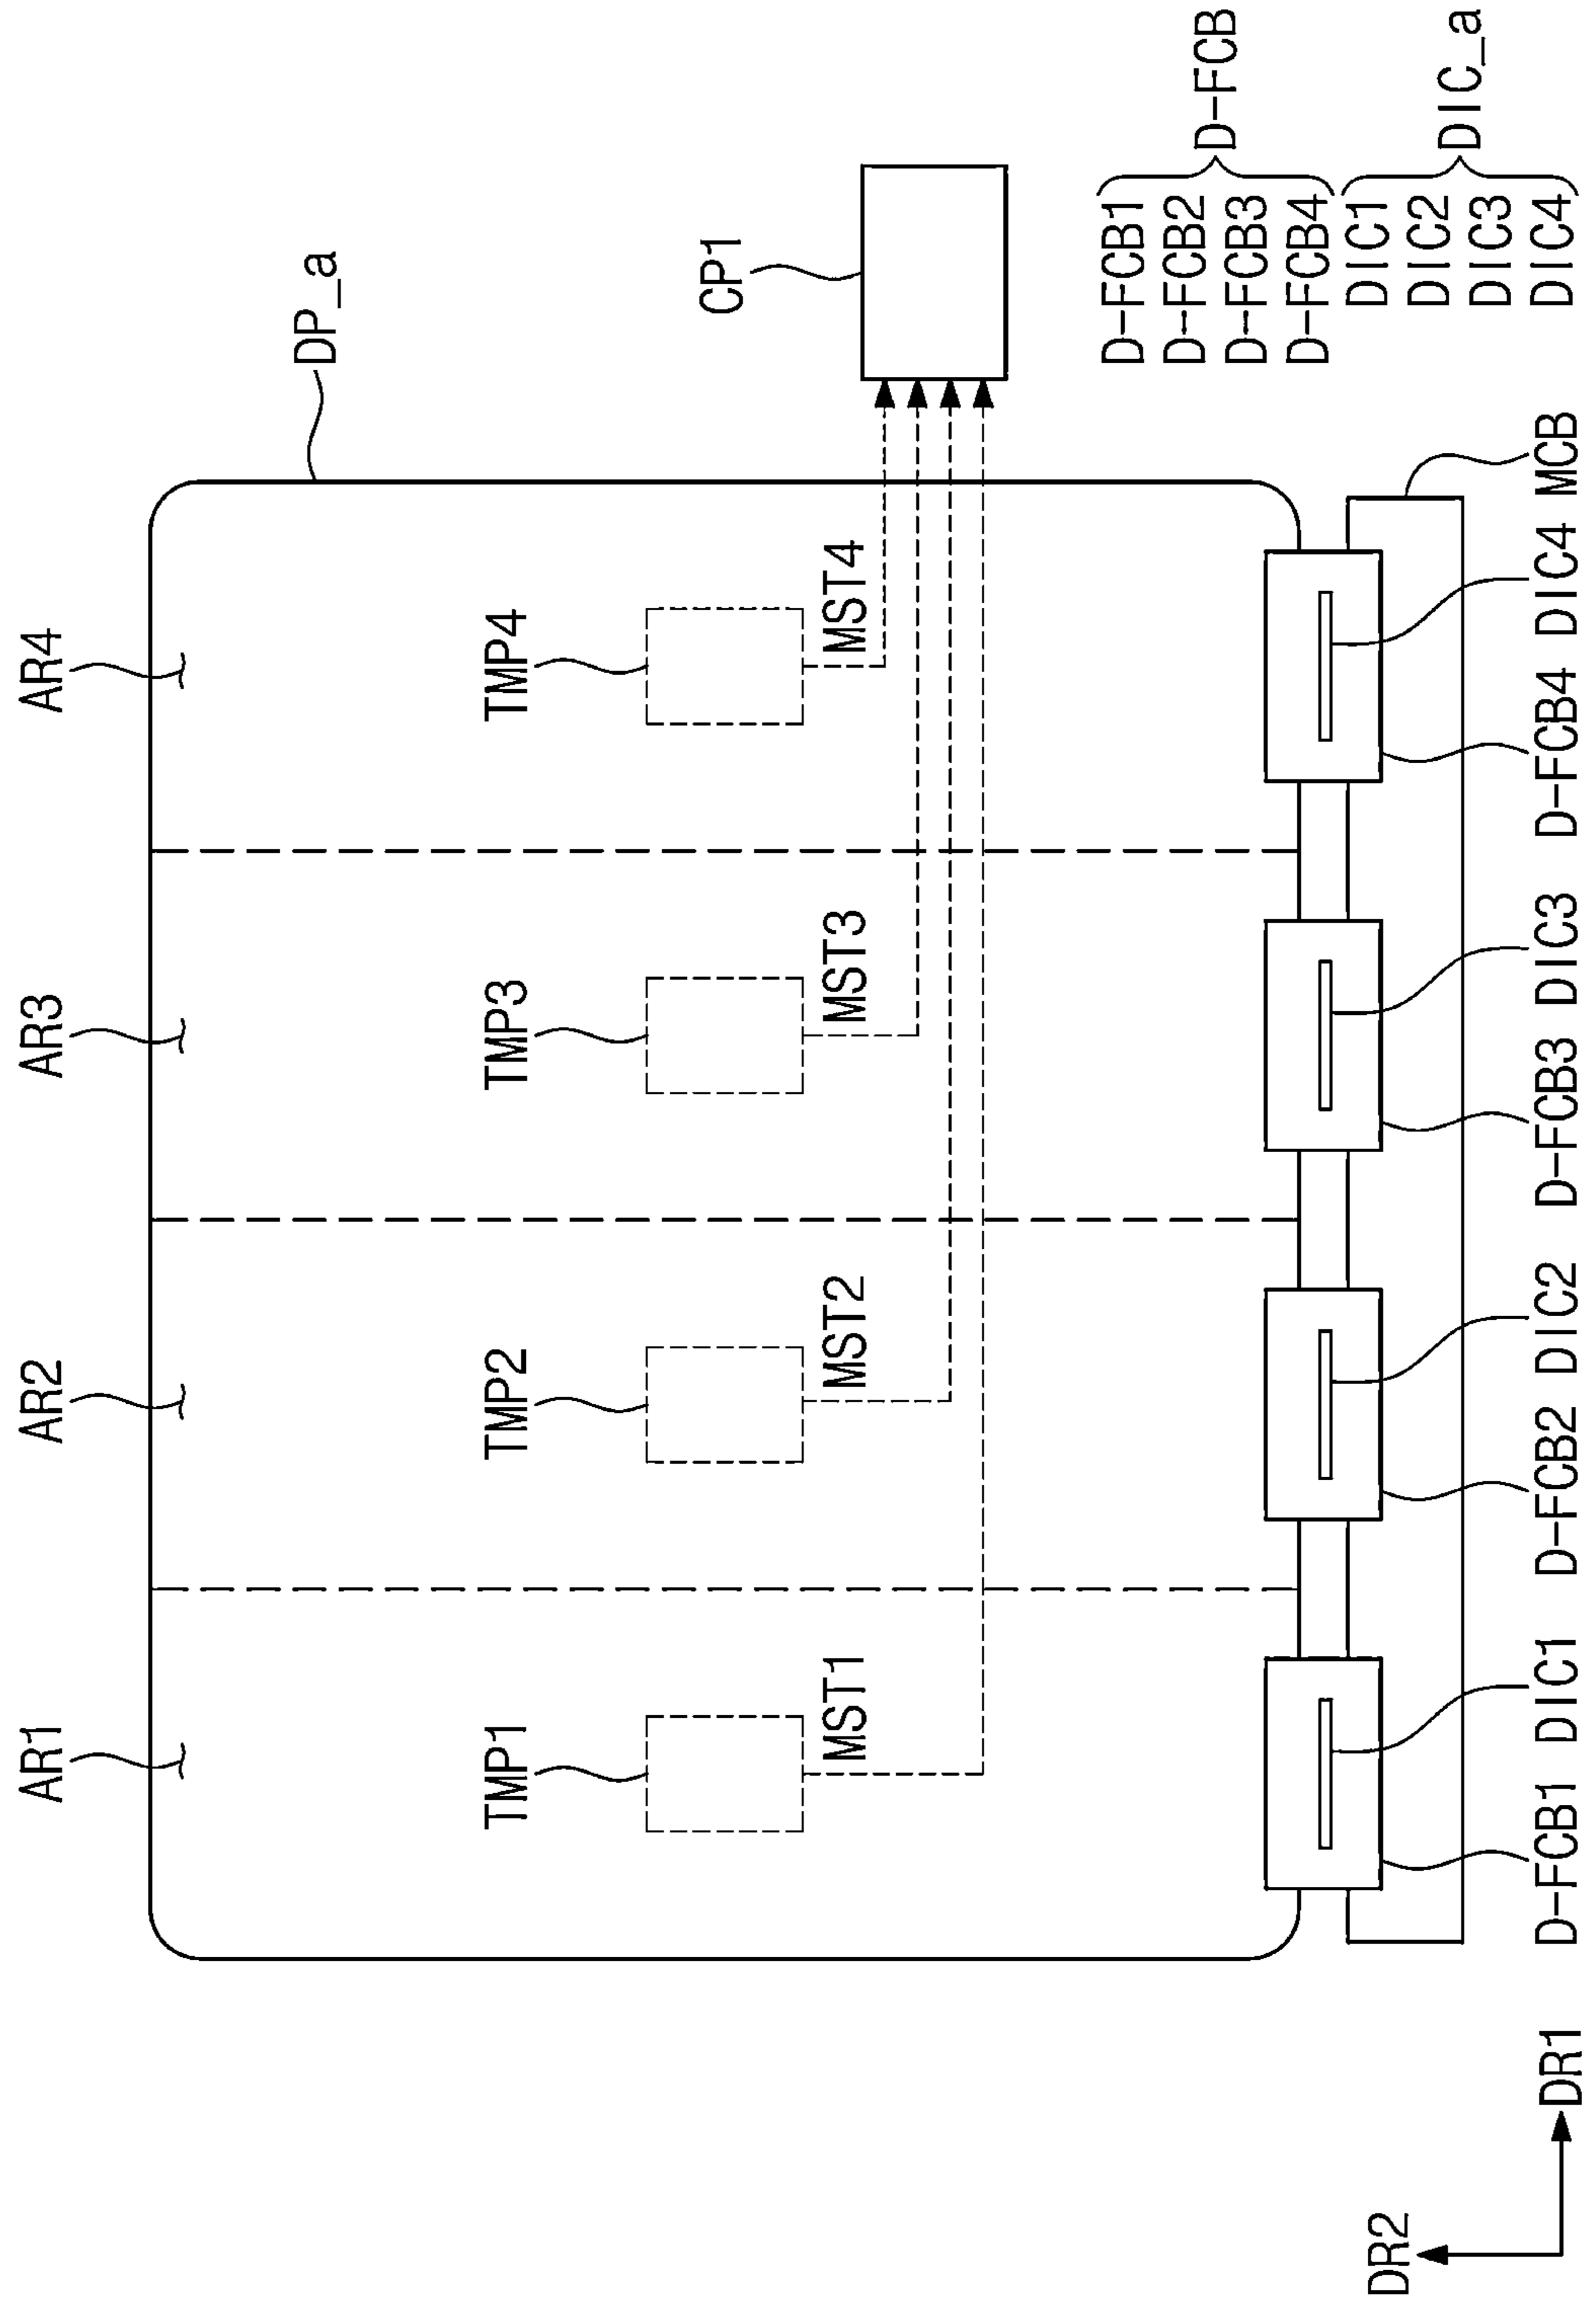 AR1
AR2
AR3
AR4
DP_a
TMP1
TMP2
TMP3
TMP4
CP1
MST1
MST2
MST3
MST4
D-FCB1
D-FCB2
D-FCB3
D-FCB4
D-FCB
DIC1
DIC2
DIC3
DIC4
DIC_a
D-FCB1 DIC1 D-FCB2 DIC2 D-FCB3 DIC3 D-FCB4 DIC4 MCB
DR2
DR1